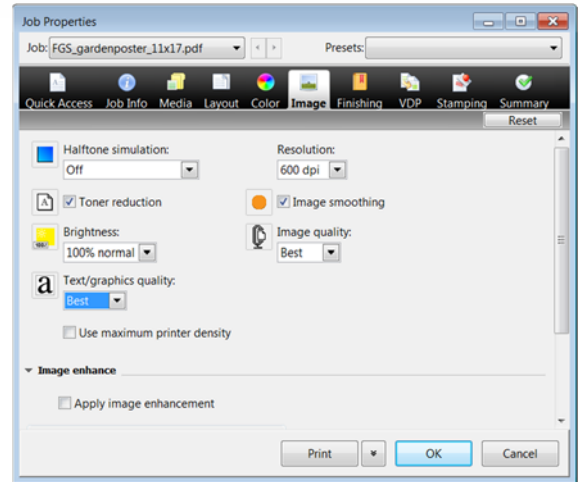 Job Properties
Job: FGS_gardenposter_11x17.pdf Presets:
Quick Access Job Info Media Layout Color Image Finishing VDP Stamping Summary
Reset
Halftone simulation: Resolution:
Off 600 dpi
A Toner reduction Image smoothing
Brightness: Image quality:
100% normal Best
a Text/graphics quality:
Best
Use maximum printer density
Image enhance
Apply image enhancement
Print OK Cancel